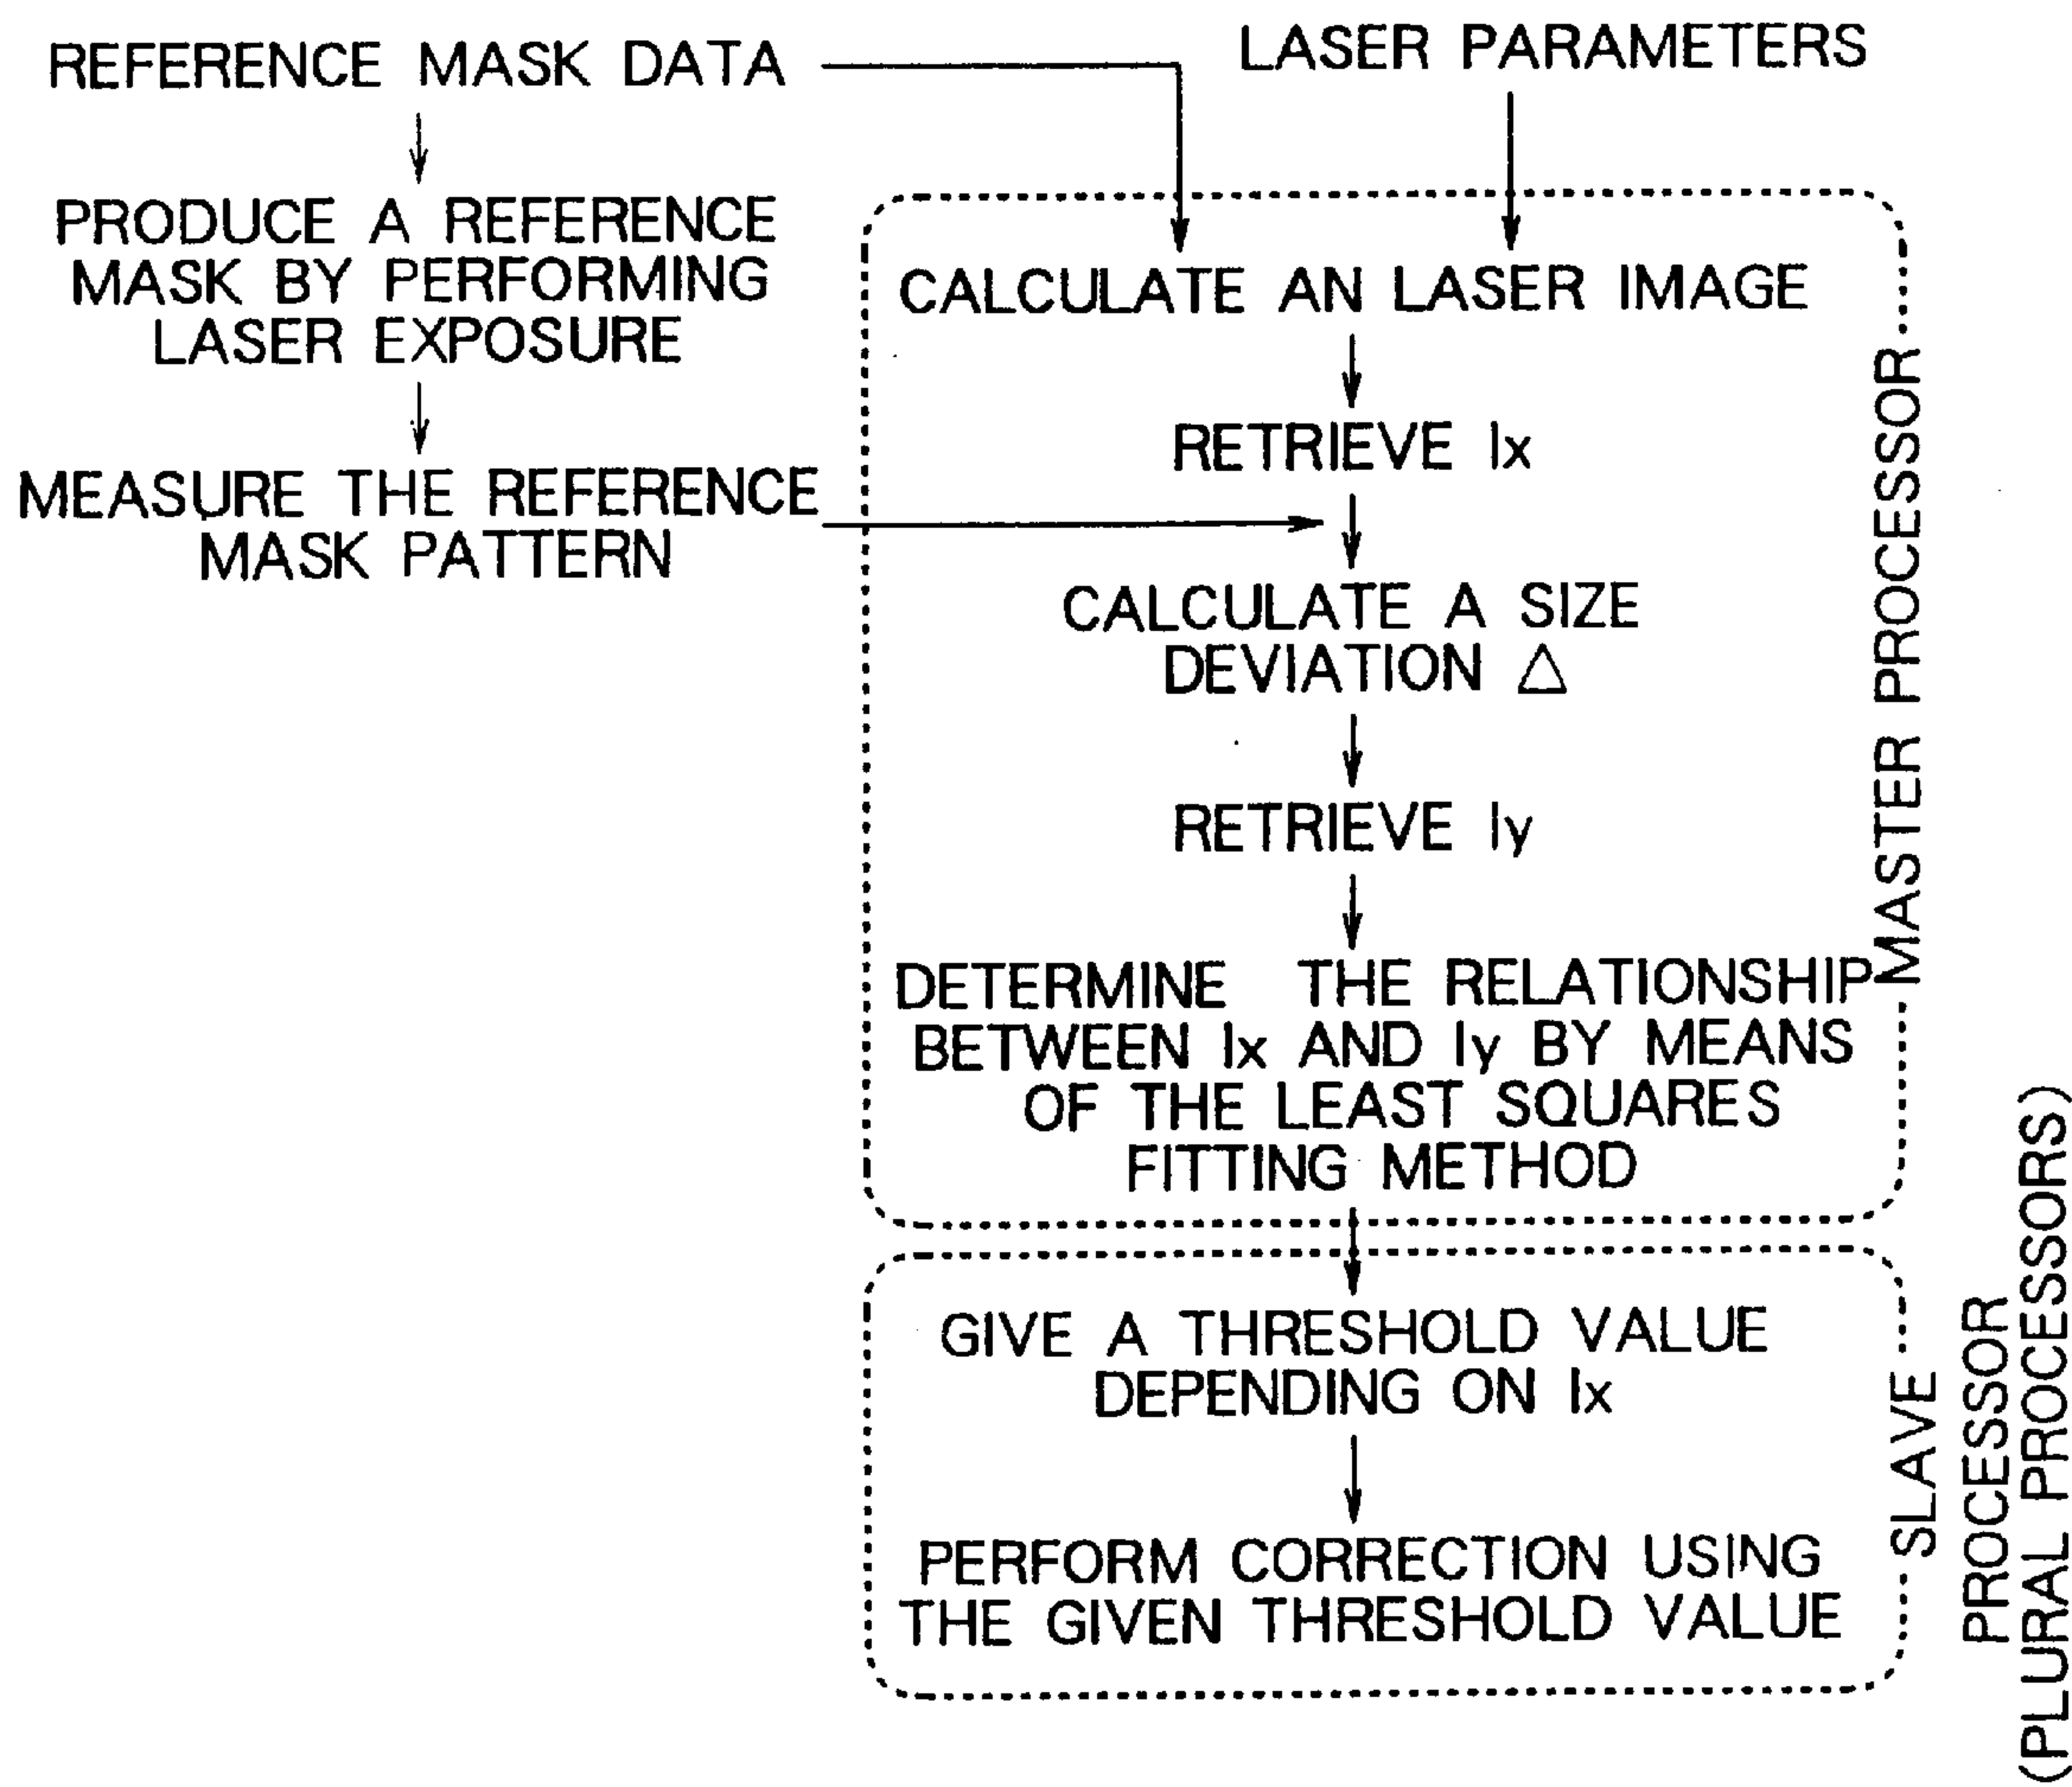 REFERENCE MASK DATA
LASER PARAMETERS
PRODUCE A REFERENCE
MASK BY PERFORMING
LASER EXPOSURE
MEASURE THE REFERENCE
MASK PATTERN
CALCULATE AN LASER IMAGE
RETRIEVE Ix
CALCULATE A SIZE
DEVIATION △
RETRIEVE Iy
DETERMINE THE RELATIONSHIP
BETWEEN Ix AND Iy BY MEANS
OF THE LEAST SQUARES
FITTING METHOD
MASTER PROCESSOR
GIVE A THRESHOLD VALUE
DEPENDING ON Ix
PERFORM CORRECTION USING
THE GIVEN THRESHOLD VALUE
SLAVE
PROCESSOR
(PLURAL PROCESSORS)